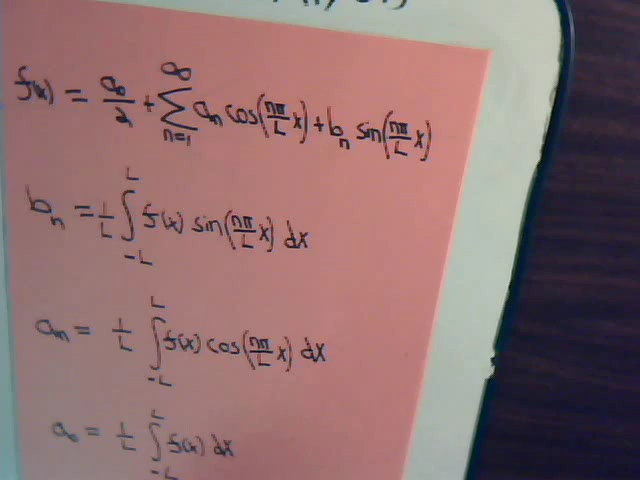 f(x) = a₀/2 + ∑_{n=1}^{∞} aₙ cos(nπ/L x) + bₙ sin(nπ/L x)
bₙ = 1/L ∫_{-L}^{L} f(x) sin(nπ/L x) dx
aₙ = 1/L ∫_{-L}^{L} f(x) cos(nπ/L x) dx
a₀ = 1/L ∫_{-L}^{L} f(x) dx